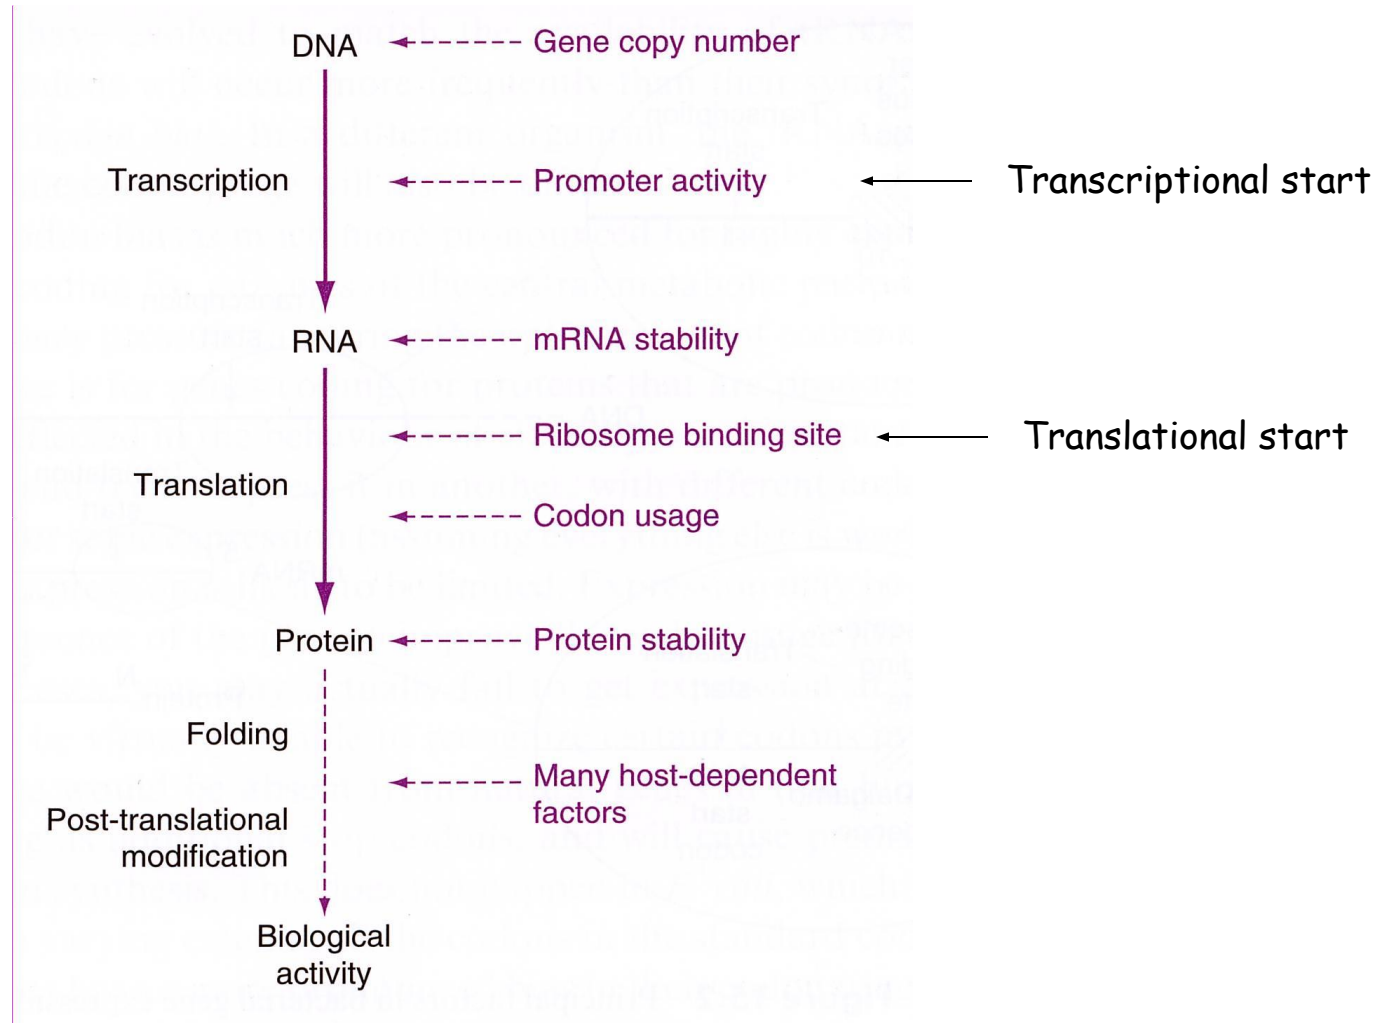 DNA
Gene copy number
Transcription
Promoter activity
Transcriptional start
RNA
mRNA stability
Ribosome binding site
Translational start
Translation
Codon usage
Protein
Protein stability
Folding
Many host-dependent
factors
Post-translational
modification
Biological
activity